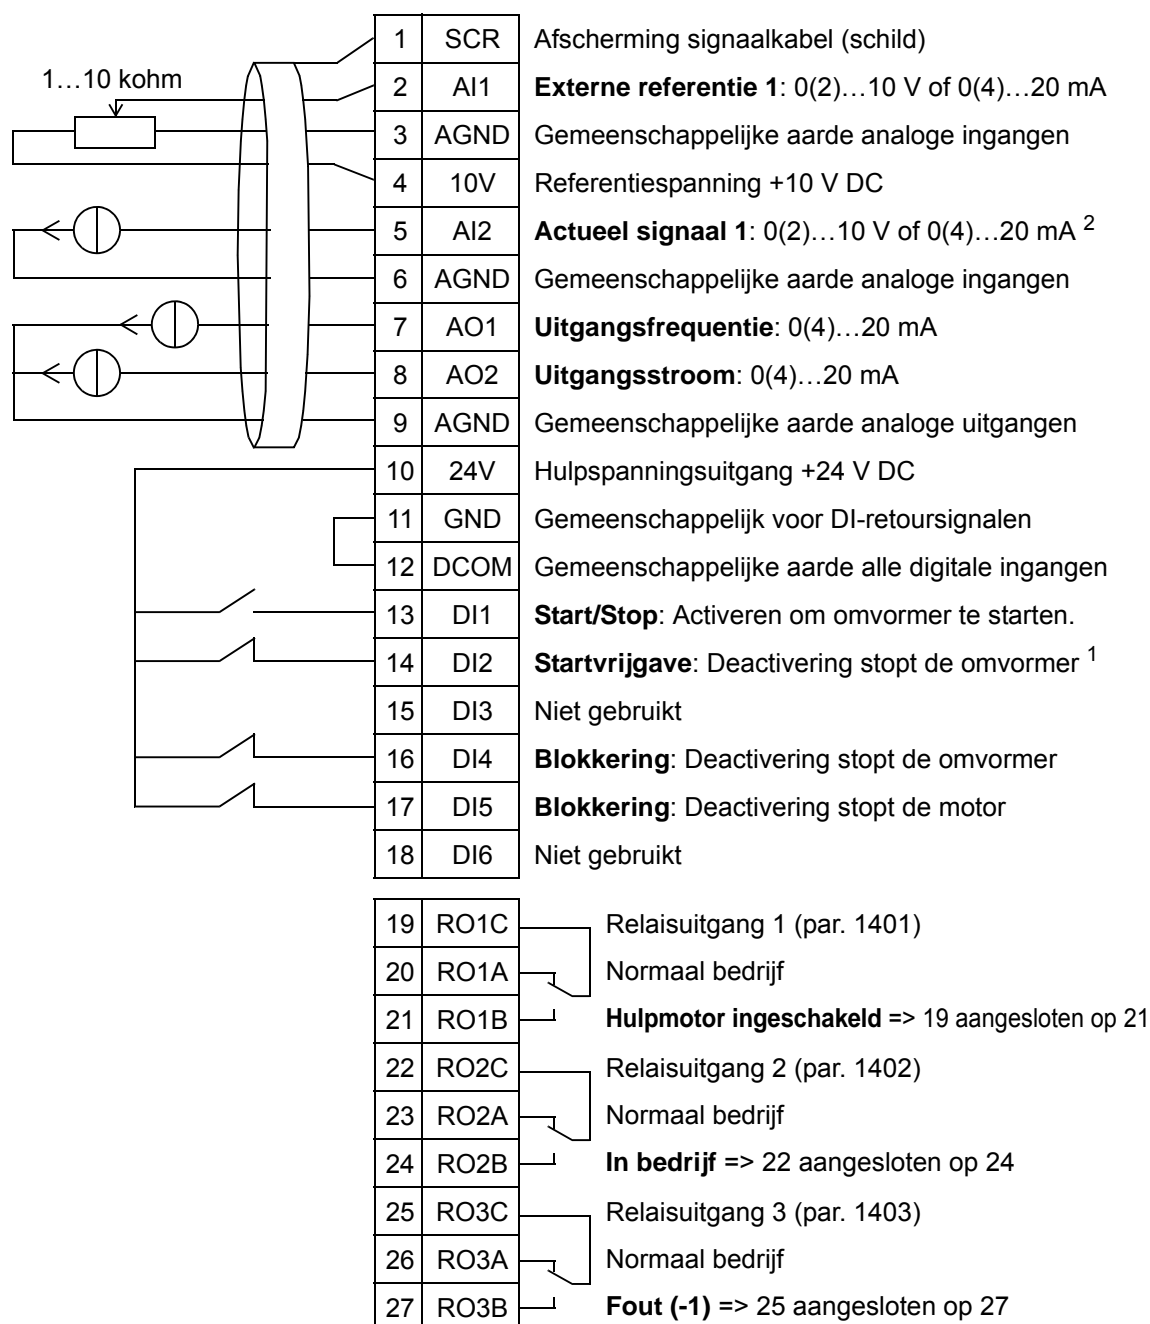 1 SCR Afscherming signaalkabel (schild)
1…10 kohm
2 AI1 Externe referentie 1: 0(2)…10 V of 0(4)…20 mA
3 AGND Gemeenschappelijke aarde analoge ingangen
4 10V Referentiespanning +10 V DC
5 AI2 Actueel signaal 1: 0(2)…10 V of 0(4)…20 mA 2
6 AGND Gemeenschappelijke aarde analoge ingangen
7 AO1 Uitgangsfrequentie: 0(4)…20 mA
8 AO2 Uitgangsstroom: 0(4)…20 mA
9 AGND Gemeenschappelijke aarde analoge uitgangen
10 24V Hulpspanningsuitgang +24 V DC
11 GND Gemeenschappelijk voor DI-retoursignalen
12 DCOM Gemeenschappelijke aarde alle digitale ingangen
13 DI1 Start/Stop: Activeren om omvormer te starten.
14 DI2 Startvrijgave: Deactivering stopt de omvormer 1
15 DI3 Niet gebruikt
16 DI4 Blokkering: Deactivering stopt de omvormer
17 DI5 Blokkering: Deactivering stopt de motor
18 DI6 Niet gebruikt
19 RO1C Relaisuitgang 1 (par. 1401)
20 RO1A Normaal bedrijf
21 RO1B Hulpmotor ingeschakeld => 19 aangesloten op 21
22 RO2C Relaisuitgang 2 (par. 1402)
23 RO2A Normaal bedrijf
24 RO2B In bedrijf => 22 aangesloten op 24
25 RO3C Relaisuitgang 3 (par. 1403)
26 RO3A Normaal bedrijf
27 RO3B Fout (-1) => 25 aangesloten op 27